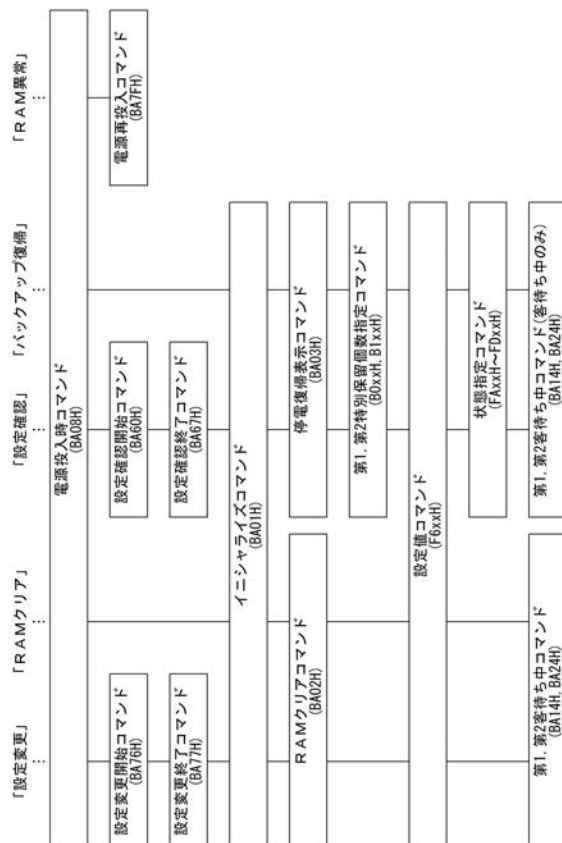 「設定変更」 「RAMクリア」 「設定確認」 「バックアップ復帰」 「RAM異常」
… … … … …
電源投入時コマンド
(BA08H)
設定変更開始コマンド
(BA76H)
設定確認開始コマンド
(BA60H)
電源再投入コマンド
(BA7FH)
設定変更終了コマンド
(BA77H)
設定確認終了コマンド
(BA67H)
イニシャライズコマンド
(BA01H)
RAMクリアコマンド
(BA02H)
停電復帰表示コマンド
(BA03H)
第1,第2特別保留個数指定コマンド
(B0xxH, B1xxH)
設定値コマンド
(F6xxH)
状態指定コマンド
(FAxxH～FDxxH)
第1,第2客待ち中コマンド
(BA14H, BA24H)
第1,第2客待ち中コマンド(客待ち中のみ)
(BA14H, BA24H)